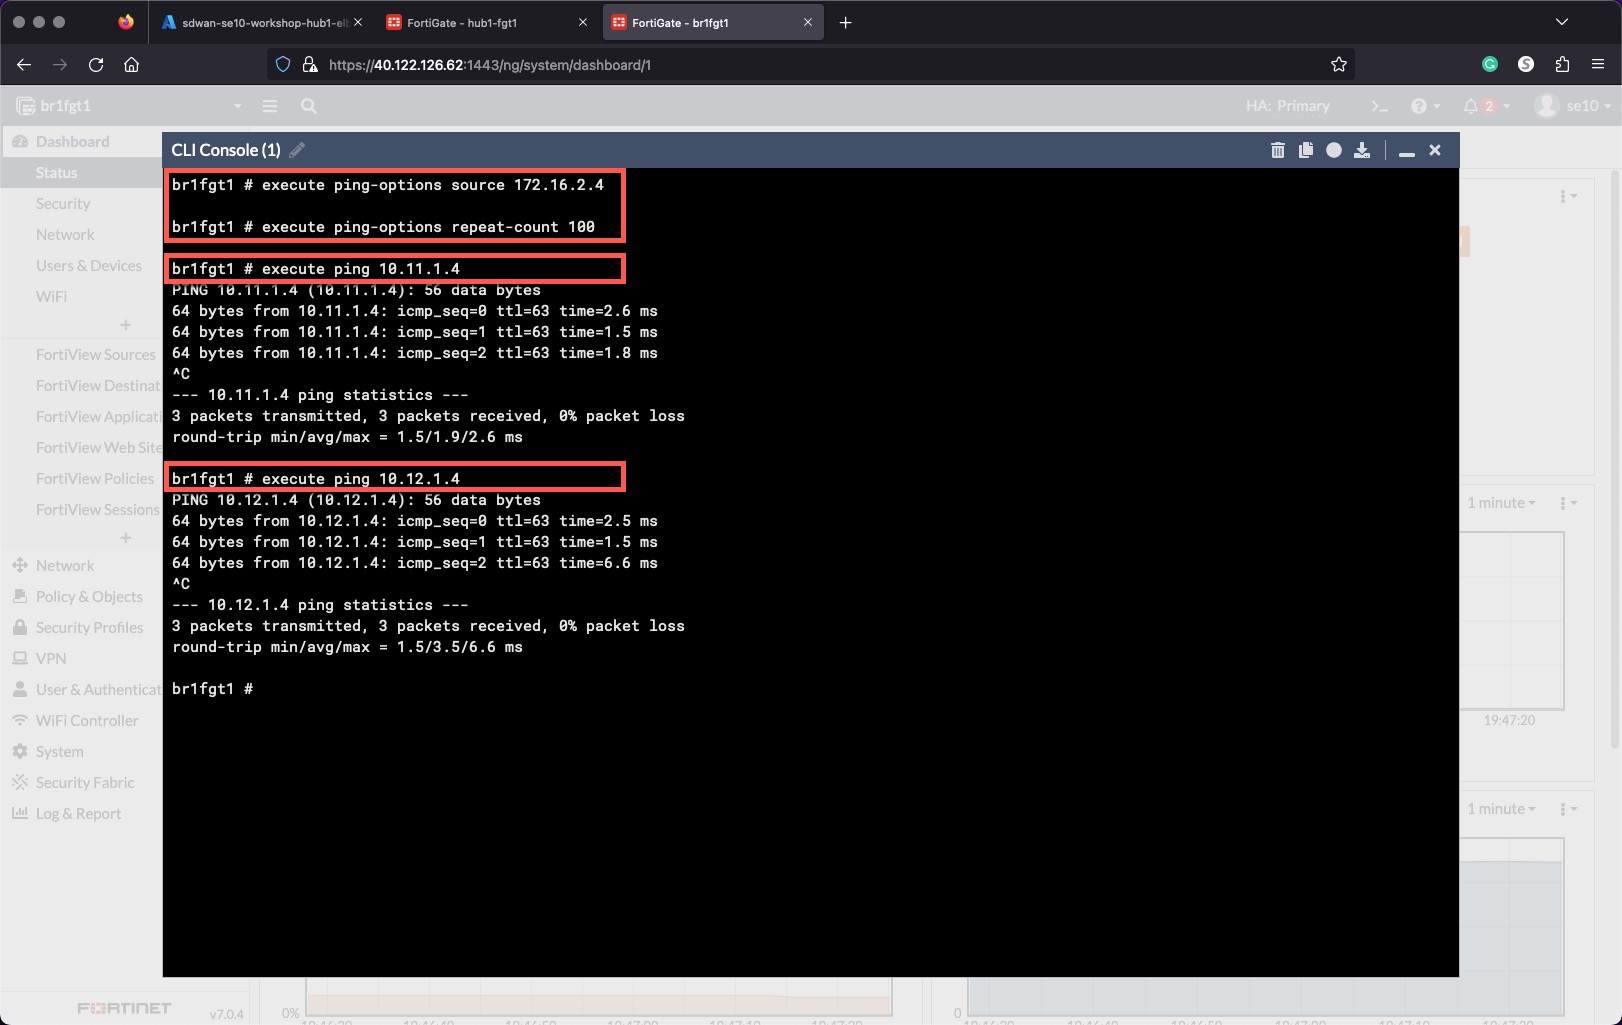 sdwan-se10-workshop-hub1-elb
FortiGate - hub1-fgt1
FortiGate - br1fgt1
https://40.122.126.62:1443/ng/system/dashboard/1
br1fgt1
HA: Primary
>_
2
se10
Dashboard
Status
Security
Network
Users & Devices
WiFi
FortiView Sources
FortiView Destinat
FortiView Applicati
FortiView Web Site
FortiView Policies
FortiView Sessions
Network
Policy & Objects
Security Profiles
VPN
User & Authenticat
WiFi Controller
System
Security Fabric
Log & Report
FORTINET
v7.0.4
CLI Console (1)
br1fgt1 # execute ping-options source 172.16.2.4
br1fgt1 # execute ping-options repeat-count 100
br1fgt1 # execute ping 10.11.1.4
PING 10.11.1.4 (10.11.1.4): 56 data bytes
64 bytes from 10.11.1.4: icmp_seq=0 ttl=63 time=2.6 ms
64 bytes from 10.11.1.4: icmp_seq=1 ttl=63 time=1.5 ms
64 bytes from 10.11.1.4: icmp_seq=2 ttl=63 time=1.8 ms
^C
--- 10.11.1.4 ping statistics ---
3 packets transmitted, 3 packets received, 0% packet loss
round-trip min/avg/max = 1.5/1.9/2.6 ms
br1fgt1 # execute ping 10.12.1.4
PING 10.12.1.4 (10.12.1.4): 56 data bytes
64 bytes from 10.12.1.4: icmp_seq=0 ttl=63 time=2.5 ms
64 bytes from 10.12.1.4: icmp_seq=1 ttl=63 time=1.5 ms
64 bytes from 10.12.1.4: icmp_seq=2 ttl=63 time=6.6 ms
^C
--- 10.12.1.4 ping statistics ---
3 packets transmitted, 3 packets received, 0% packet loss
round-trip min/avg/max = 1.5/3.5/6.6 ms
br1fgt1 #
1 minute
19:47:20
1 minute
0%
0